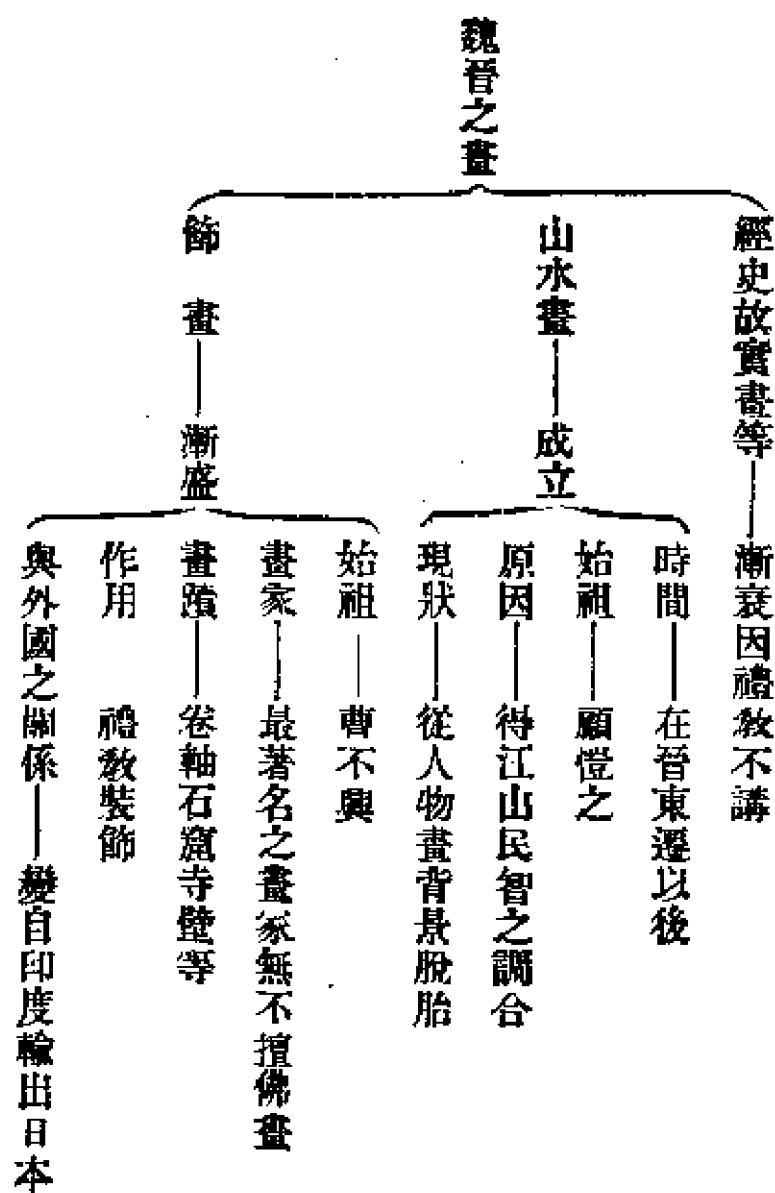 魏晉之畫
經史故實畫等——漸衰因禮敎不講
山水畫——成立
時間——在晉東遷以後
始祖——顧愷之
原因——得江山民智之調合
現狀——從人物畫背景脫胎
飾畫——漸盛
始祖——曹不興
畫家——最著名之畫家無不擅佛畫
畫蹟——卷軸石窟寺壁等
作用　禮敎裝飾
與外國之關係——變自印度輸出日本